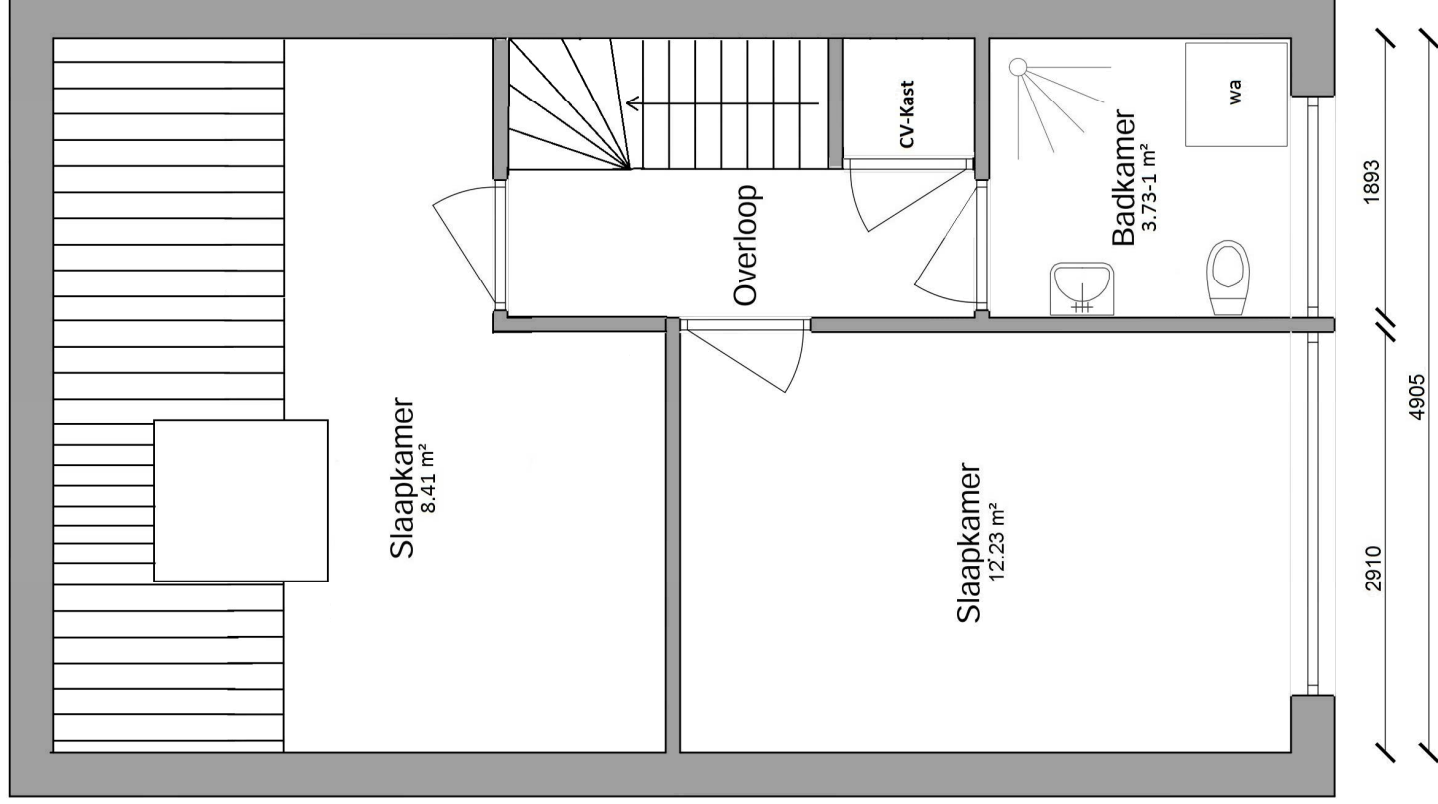 Slaapkamer
8.41 m²
Overloop
CV-Kast
Badkamer
3.73-1 m²
wa
Slaapkamer
12.23 m²
1893
2910
4905